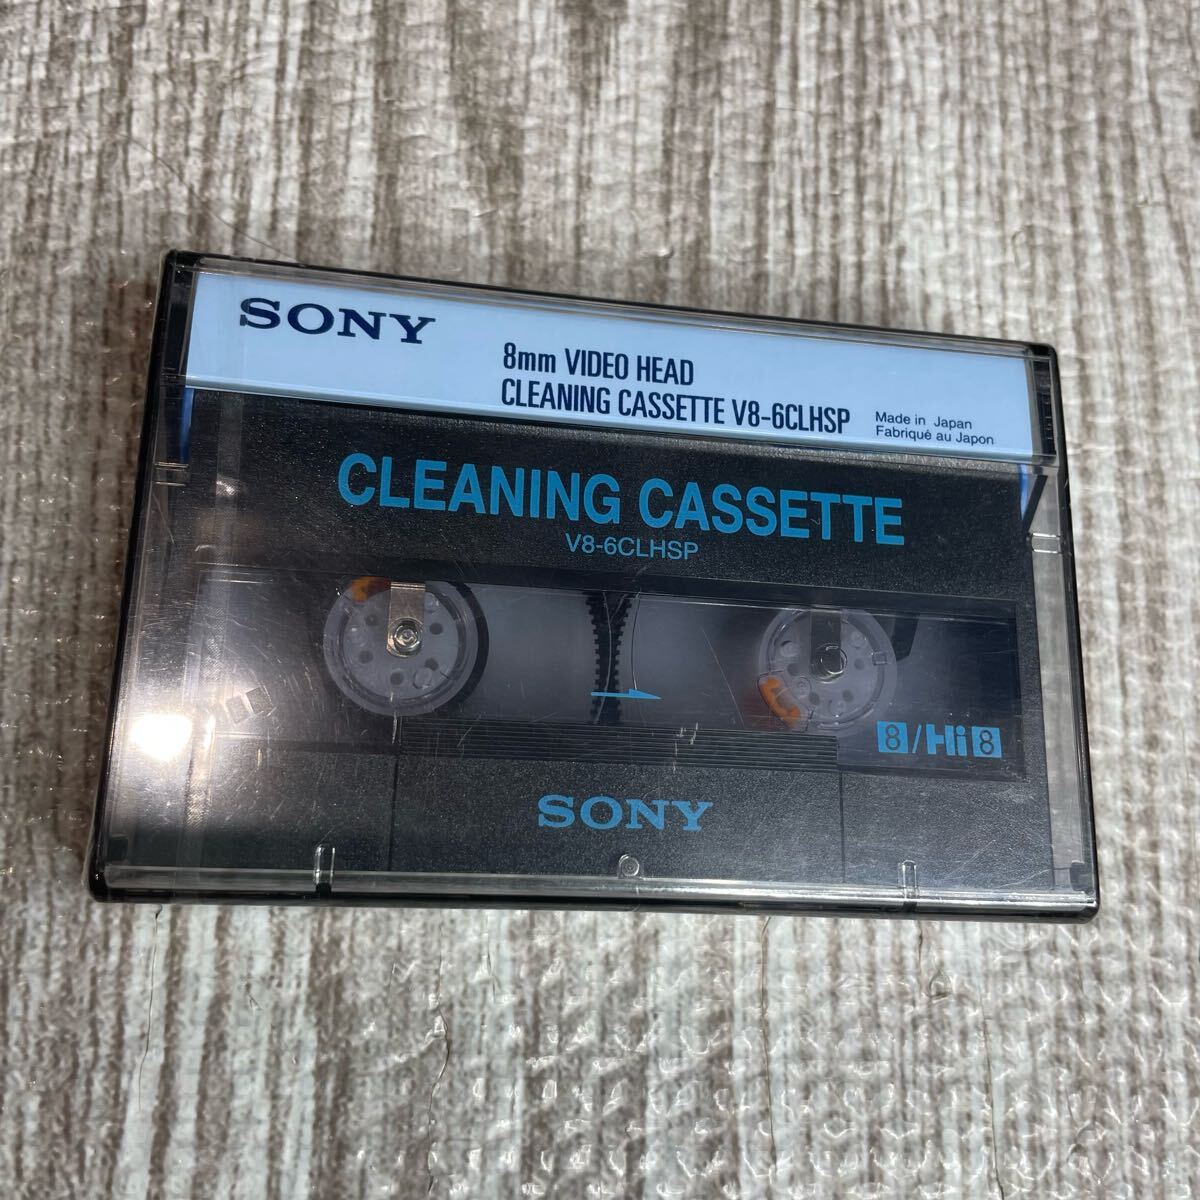 SONY
8mm VIDEO HEAD
CLEANING CASSETTE V8-6CLHSP
Made in Japan
Fabriqué au Japon
CLEANING CASSETTE
V8-6CLHSP
8/Hi8
SONY